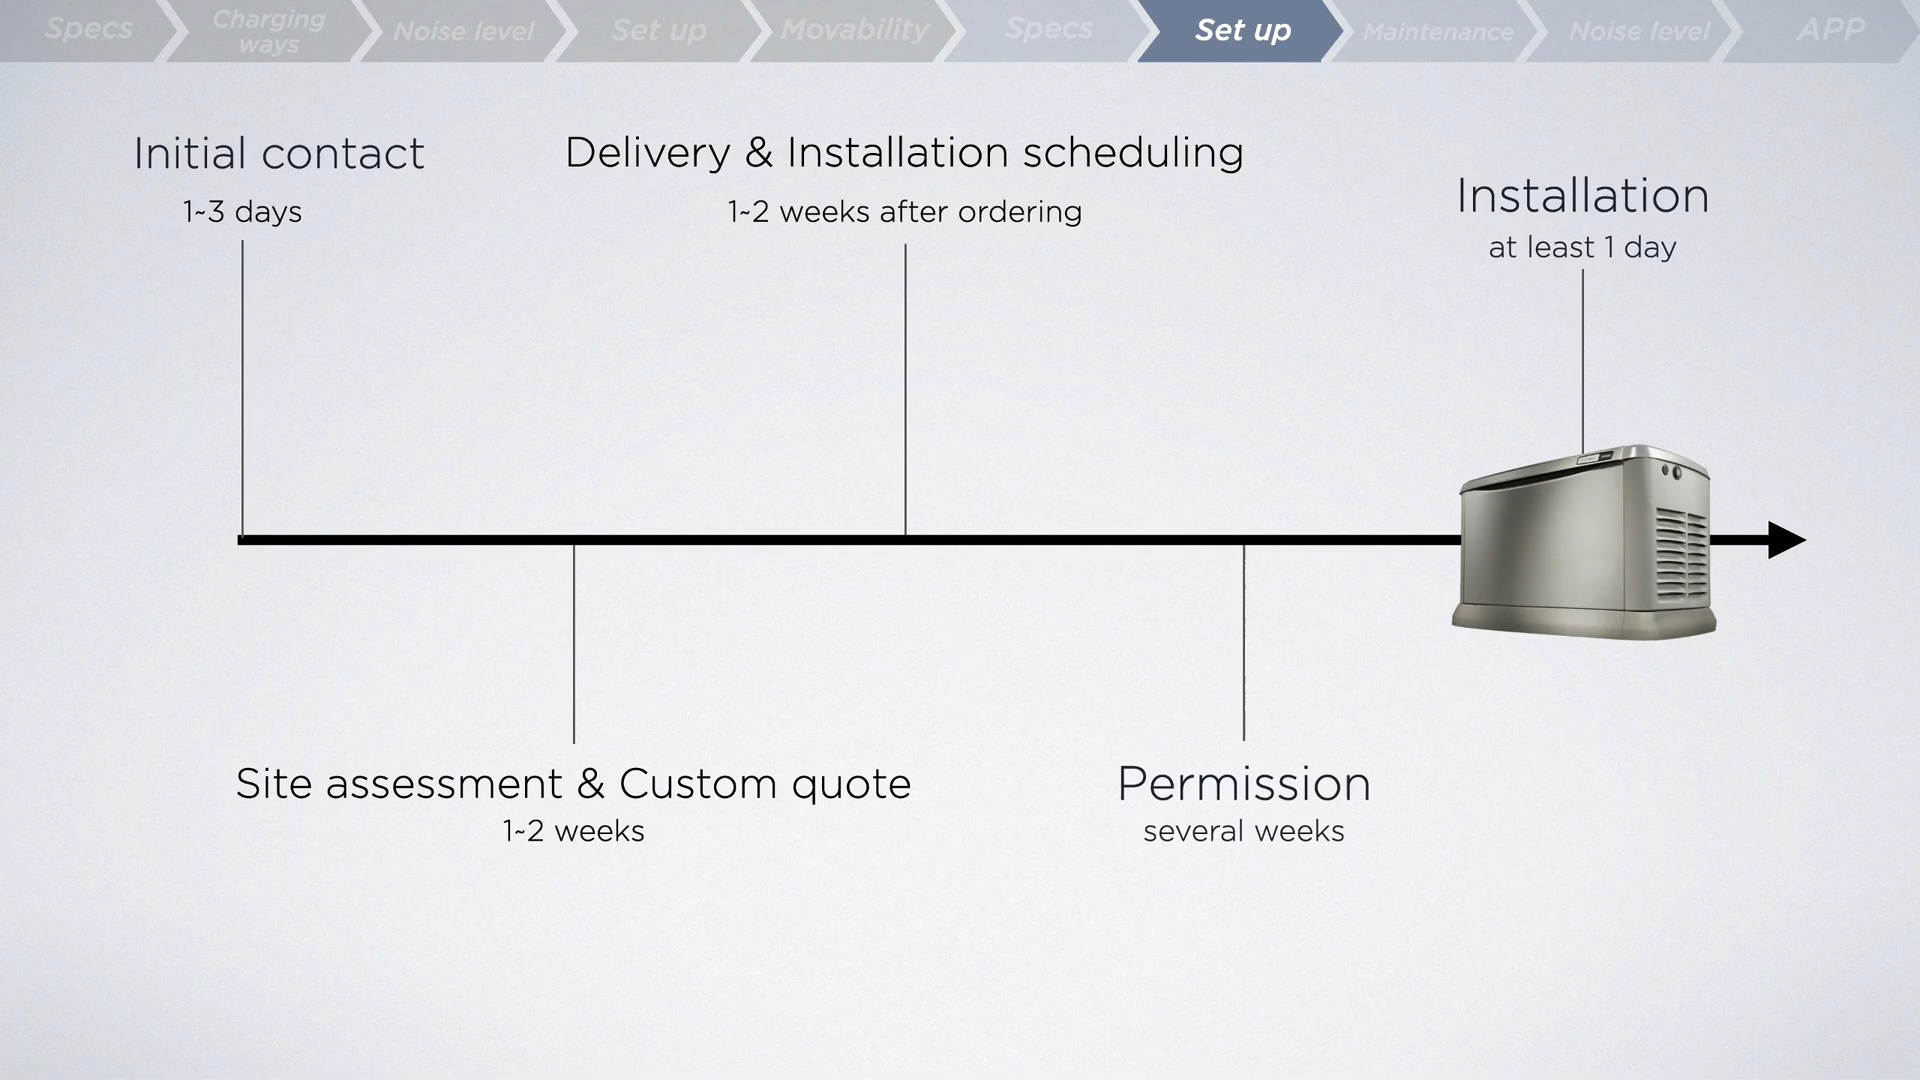 Specs
Charging
ways
Noise level
Set up
Movability
Specs
Set up
Maintenance
Noise level
APP
Initial contact
1~3 days
Delivery & Installation scheduling
1~2 weeks after ordering
Installation
at least 1 day
Site assessment & Custom quote
1~2 weeks
Permission
several weeks